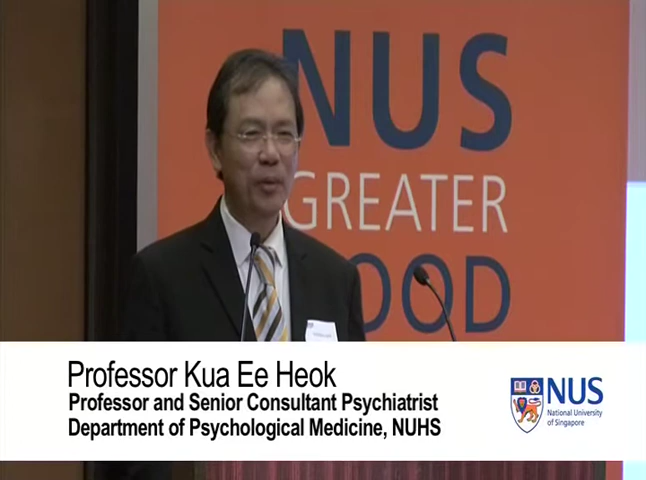 NUS
GREATER
OOD
Professor Kua Ee Heok
Professor and Senior Consultant Psychiatrist
Department of Psychological Medicine, NUHS
NUS
National University
of Singapore